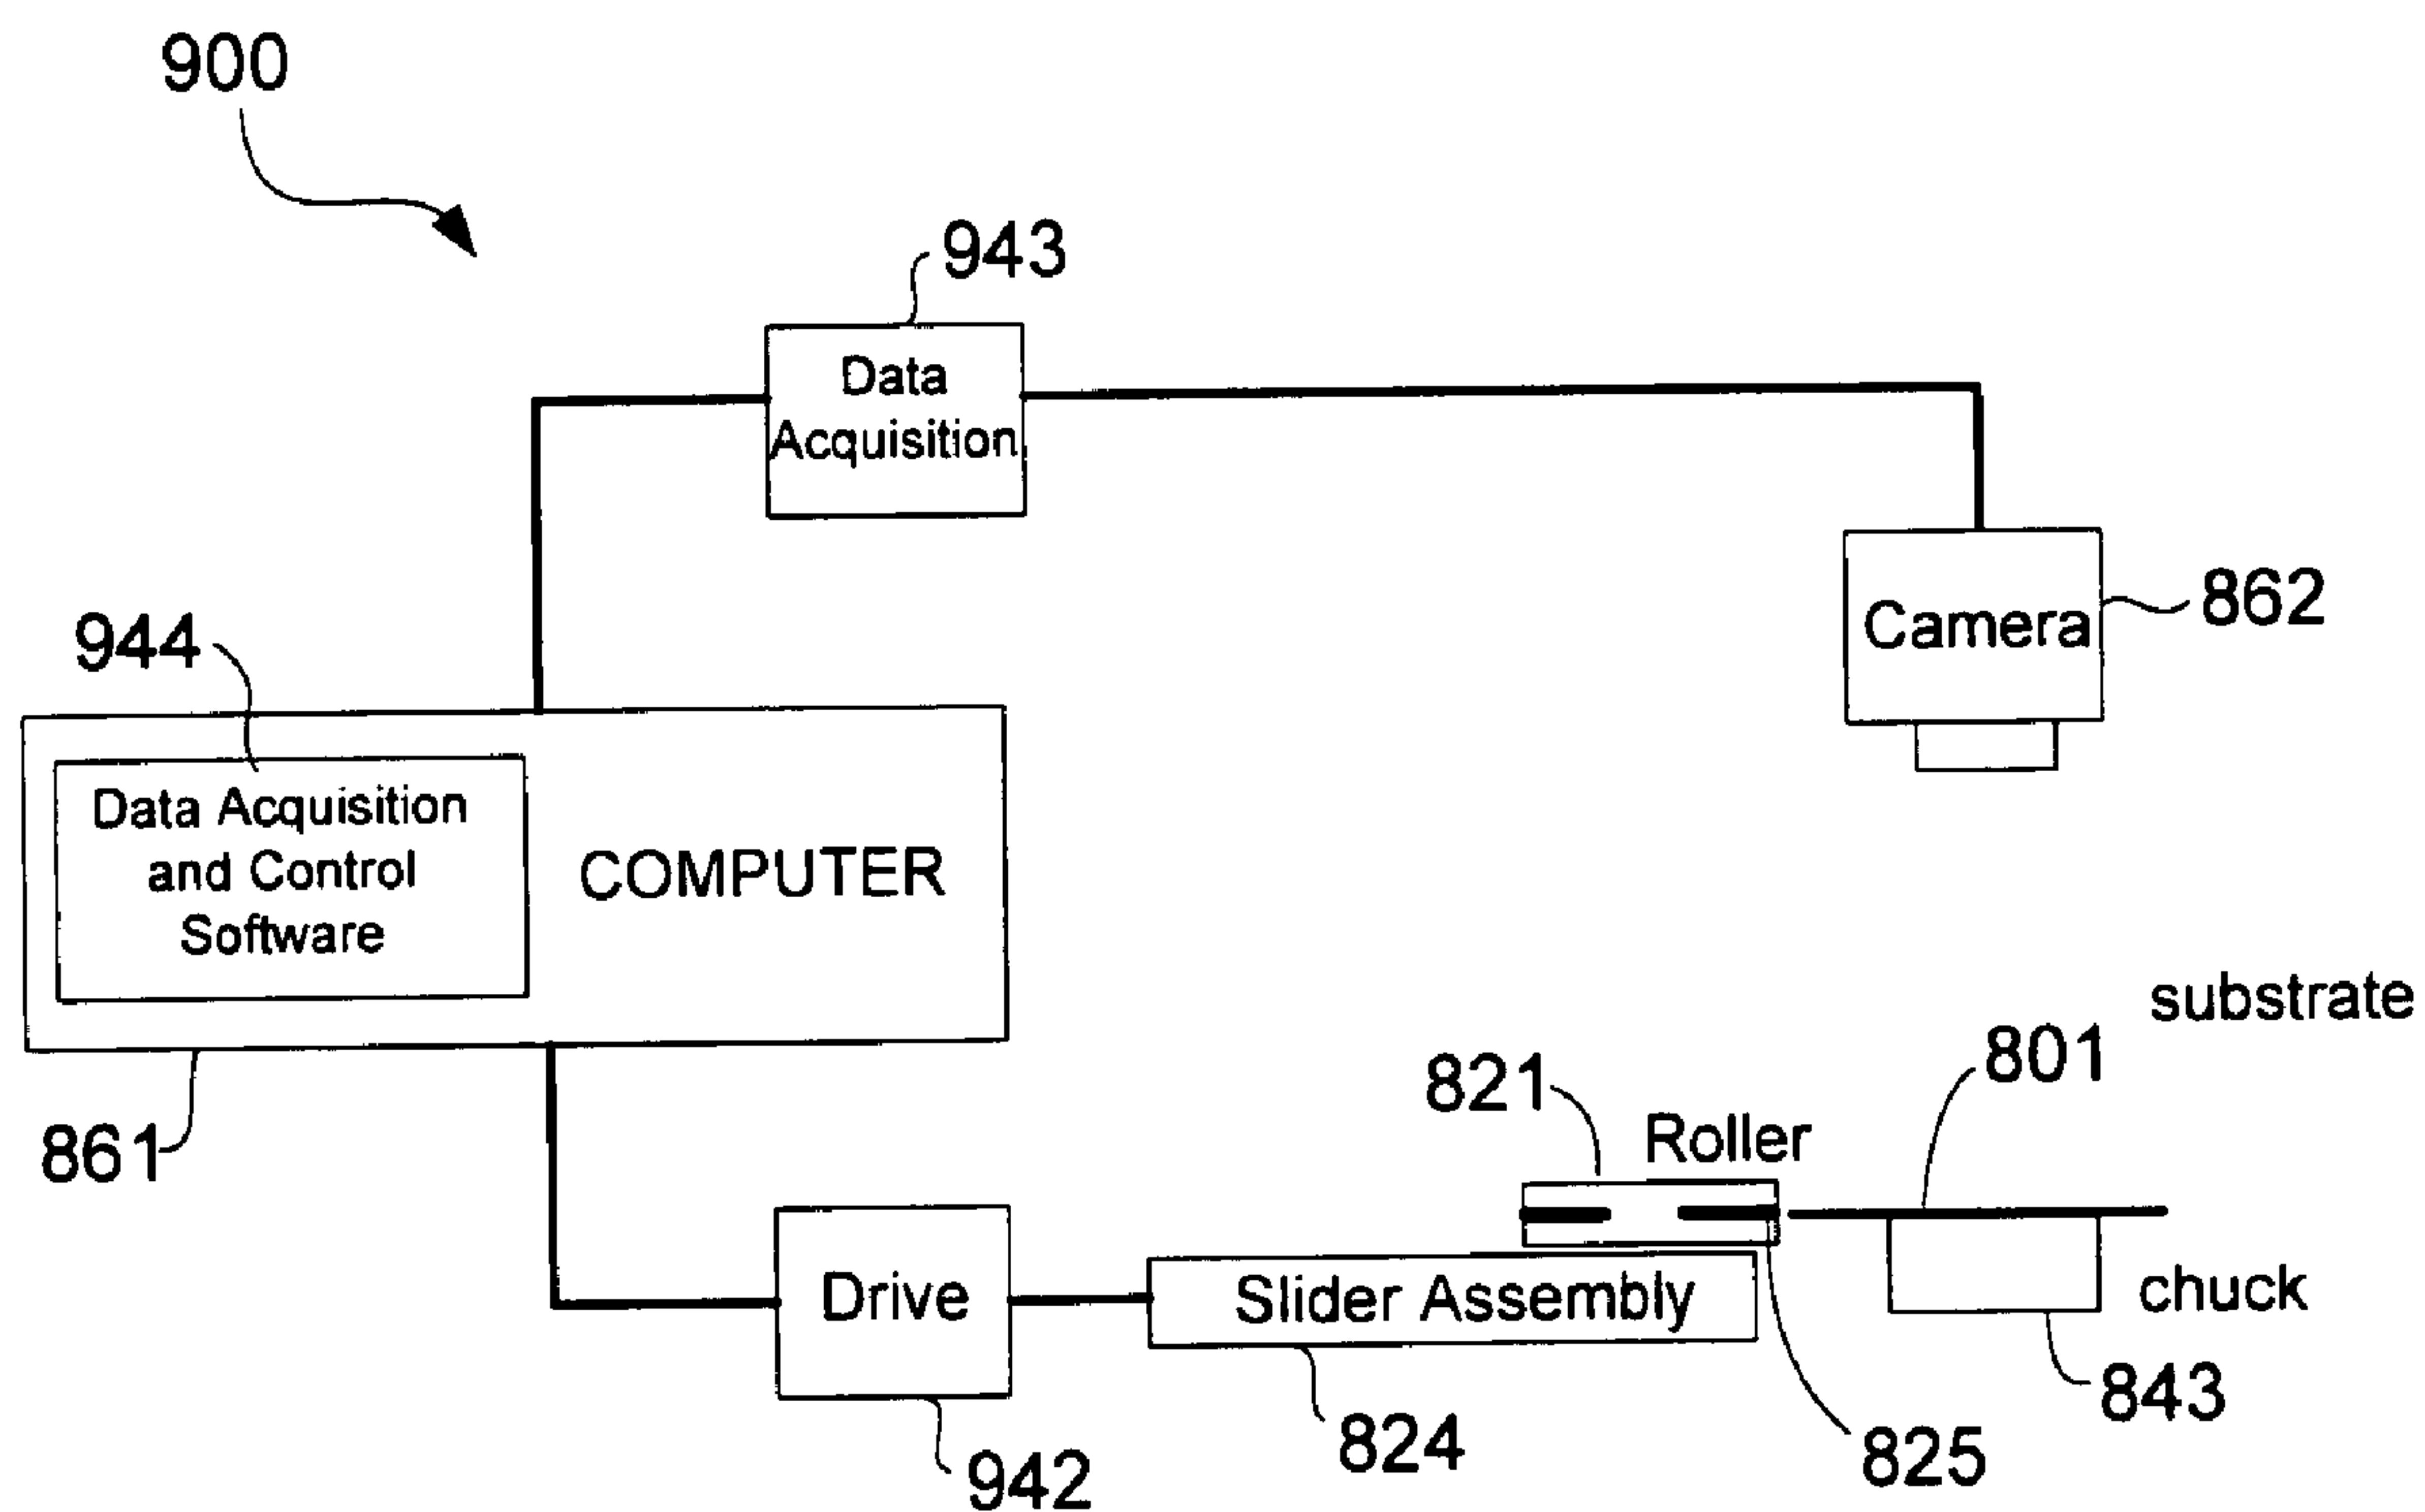 900
943
Data
Acquisition
862
Camera
944
Data Acquisition
and Control
Software
COMPUTER
substrate
801
821
Roller
861
Drive
Slider Assembly
chuck
843
824
825
942